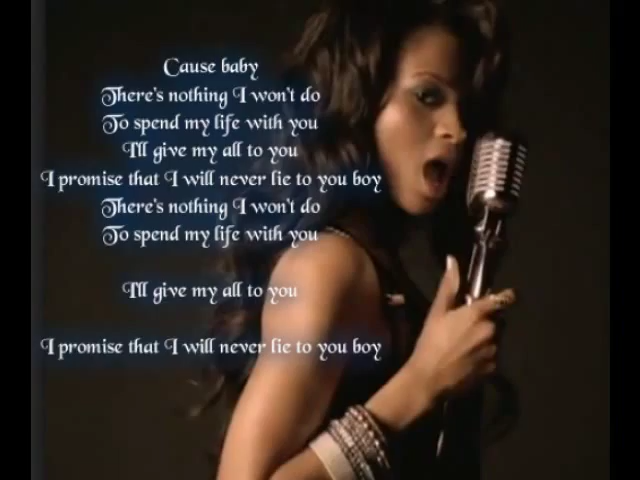 Cause baby
There's nothing I won't do
To spend my life with you
I'll give my all to you
I promise that I will never lie to you boy
There's nothing I won't do
To spend my life with you
I'll give my all to you
I promise that I will never lie to you boy